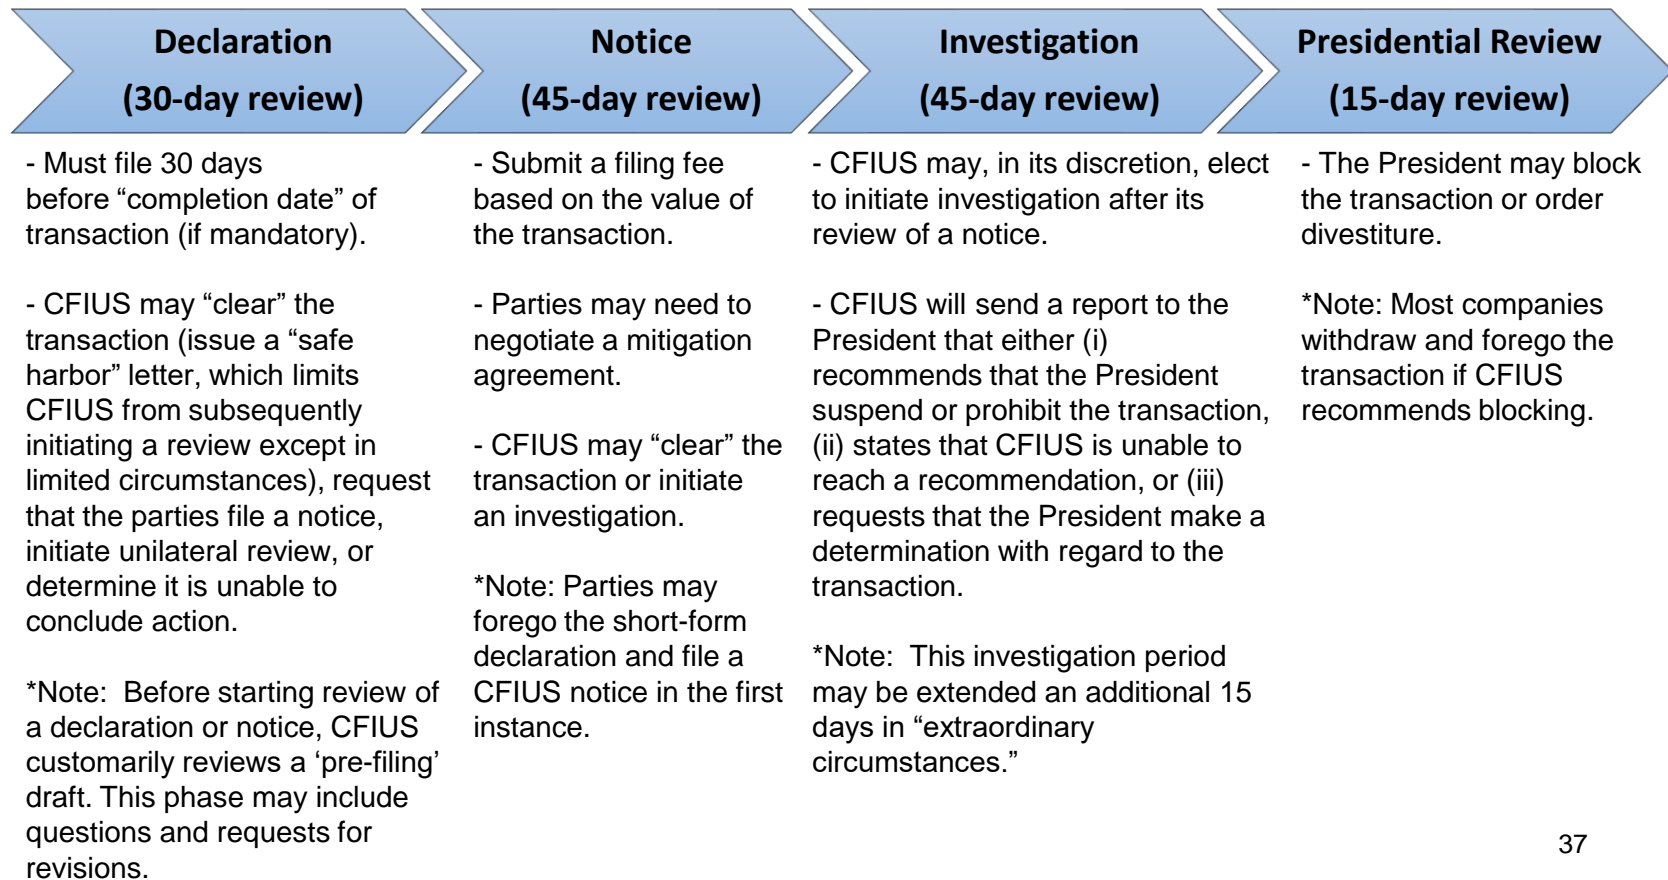 Declaration
(30-day review)
Notice
(45-day review)
Investigation
(45-day review)
Presidential Review
(15-day review)
- Must file 30 days
before “completion date” of
transaction (if mandatory).
- CFIUS may “clear” the
transaction (issue a “safe
harbor” letter, which limits
CFIUS from subsequently
initiating a review except in
limited circumstances), request
that the parties file a notice,
initiate unilateral review, or
determine it is unable to
conclude action.
*Note:  Before starting review of
a declaration or notice, CFIUS
customarily reviews a ‘pre-filing’
draft. This phase may include
questions and requests for
revisions.
- Submit a filing fee
based on the value of
the transaction.
- Parties may need to
negotiate a mitigation
agreement.
- CFIUS may “clear” the
transaction or initiate
an investigation.
*Note: Parties may
forego the short-form
declaration and file a
CFIUS notice in the first
instance.
- CFIUS may, in its discretion, elect
to initiate investigation after its
review of a notice.
- CFIUS will send a report to the
President that either (i)
recommends that the President
suspend or prohibit the transaction,
(ii) states that CFIUS is unable to
reach a recommendation, or (iii)
requests that the President make a
determination with regard to the
transaction.
*Note:  This investigation period
may be extended an additional 15
days in “extraordinary
circumstances.”
- The President may block
the transaction or order
divestiture.
*Note: Most companies
withdraw and forego the
transaction if CFIUS
recommends blocking.
37